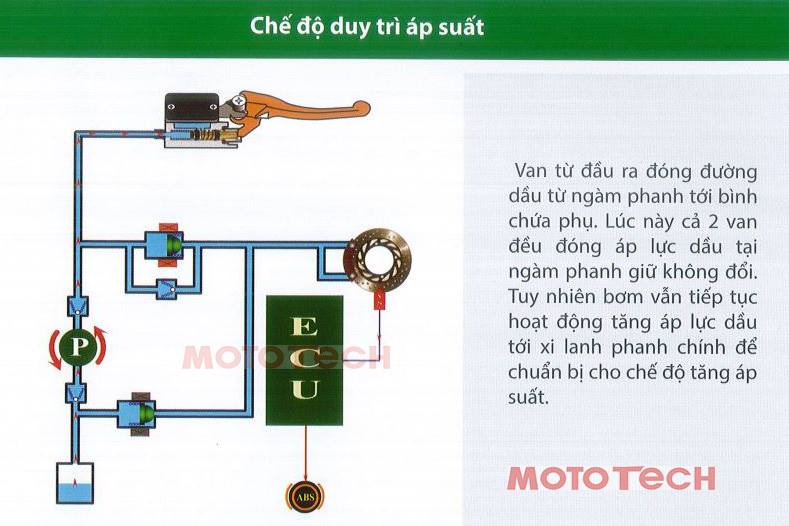 Chế độ duy trì áp suất
P
E
C
U
MOTOTECH
ABS
Van từ đầu ra đóng đường
dầu từ ngàm phanh tới bình
chứa phụ. Lúc này cả 2 van
đều đóng áp lực dầu tại
ngàm phanh giữ không đổi.
Tuy nhiên bơm vẫn tiếp tục
hoạt động tăng áp lực dầu
tới xi lanh phanh chính để
chuẩn bị cho chế độ tăng áp
suất.
MOTOTECH